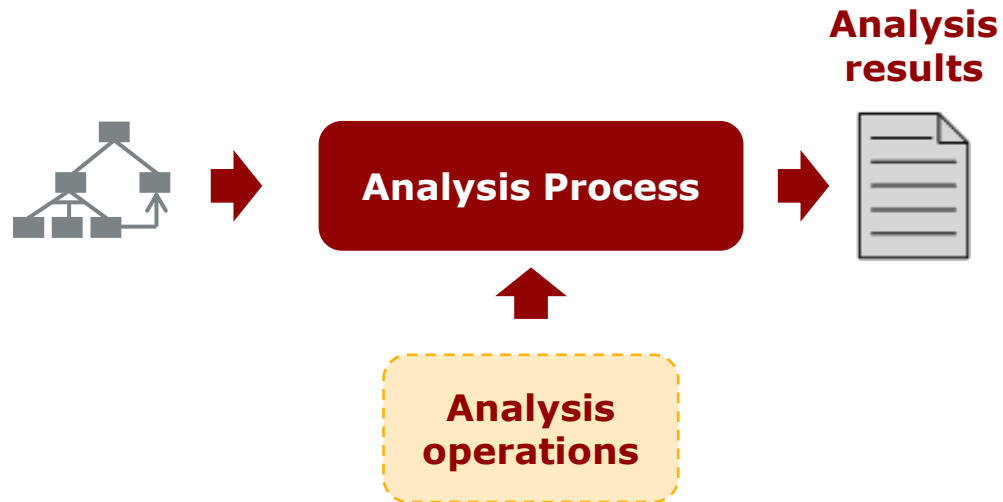 Analysis
results
Analysis Process
Analysis
operations